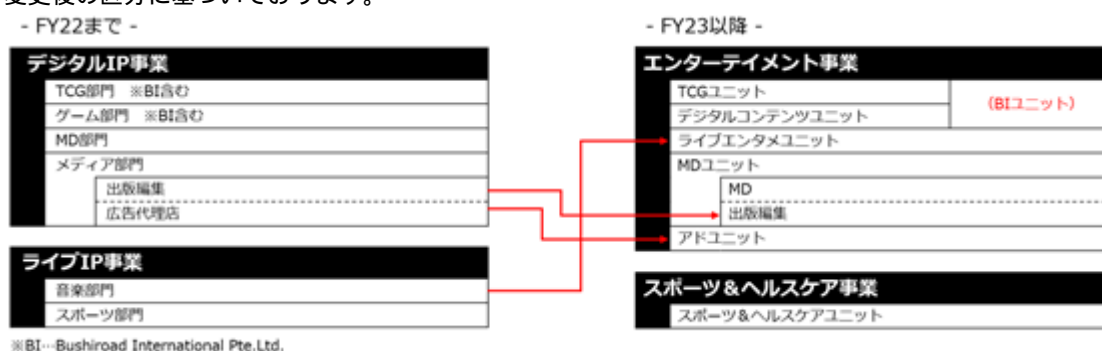 変更後の区分に基づいております。
- FY22まで -
デジタルIP事業
TCG部門 ※BI含む
ゲーム部門 ※BI含む
MD部門
メディア部門
出版編集
広告代理店
ライブIP事業
音楽部門
スポーツ部門
※BI…Bushiroad International Pte.Ltd.
- FY23以降 -
エンターテイメント事業
TCGユニット
(BIユニット)
デジタルコンテンツユニット
ライブエンタメユニット
MDユニット
MD
出版編集
アドユニット
スポーツ&ヘルスケア事業
スポーツ&ヘルスケアユニット